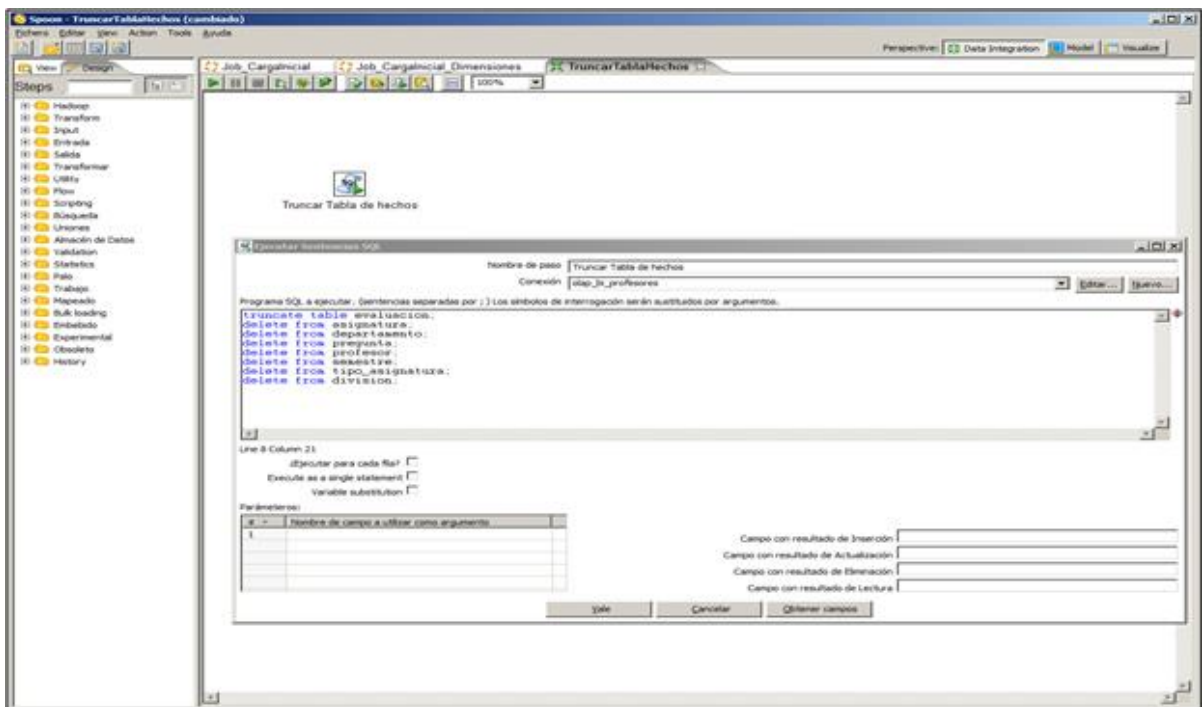 Spoon - TruncarTablaHechos (cambiado)
Fichero Editar View Action Tools Ayuda
Perspective: Data Integration Model Visualize
View Design
Job_CargaInicial Job_CargaInicial_Dimensiones TruncarTablaHechos
Steps
100%
Hadoop
Transform
Input
Entrada
Salida
Transformar
Utility
Flow
Scripting
Búsqueda
Uniones
Almacén de Datos
Validation
Statistics
Palo
Trabajo
Mapeado
Bulk loading
Embebido
Experimental
Obsoleto
History
SQL
Truncar Tabla de hechos
Ejecutar Sentencias SQL
Nombre de paso Truncar Tabla de hechos
Conexión olap_bi_profesores Editar... Nuevo...
Programa SQL a ejecutar. (sentencias separadas por ; ) Los símbolos de interrogación serán sustituidos por argumentos.
truncate table evaluacion;
delete from asignatura;
delete from departamento;
delete from pregunta;
delete from profesor;
delete from semestre;
delete from tipo_asignatura;
delete from division;
Line 8 Column 21
¿Ejecutar para cada fila?
Execute as a single statement
Variable substitution
Parámeteros:
# Nombre de campo a utilizar como argumento
1
Campo con resultado de Inserción
Campo con resultado de Actualización
Campo con resultado de Eliminación
Campo con resultado de Lectura
Vale Cancelar Obtener campos